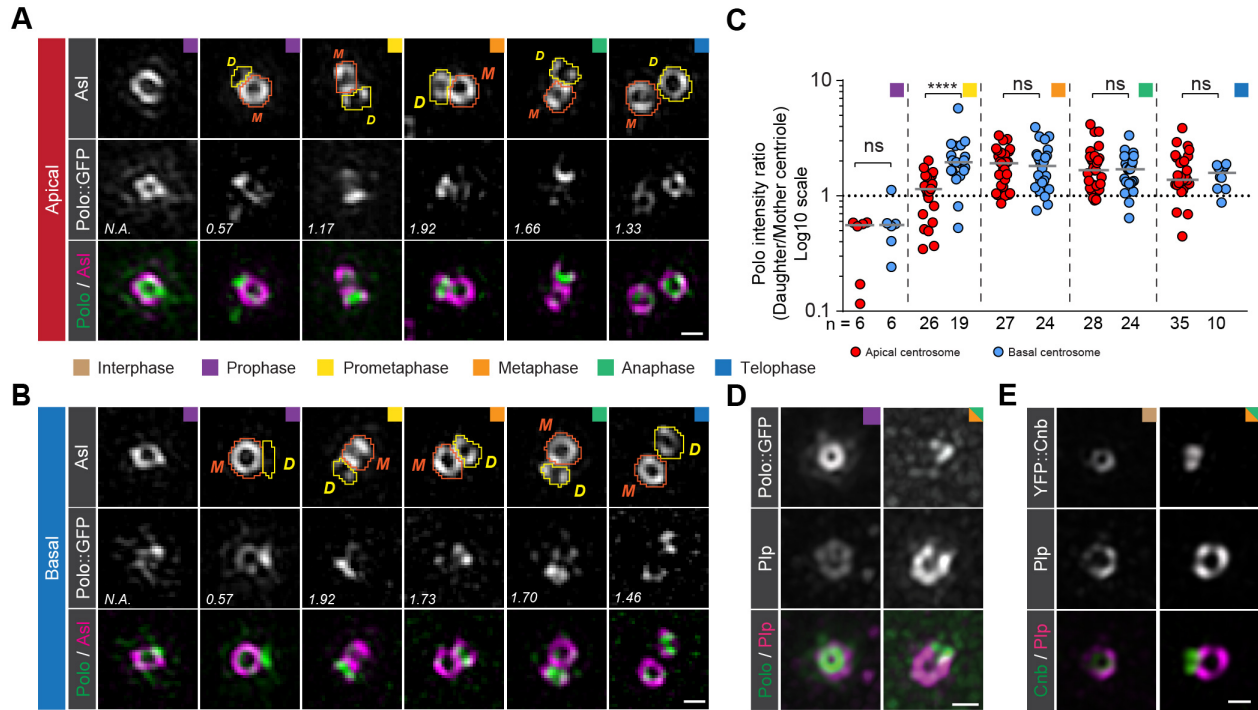 A
Apical
Asl
Polo::GFP
Polo / Asl
D
M
M
D
D
M
D
M
M
D
N.A.
0.57
1.17
1.92
1.66
1.33
Interphase
Prophase
Prometaphase
Metaphase
Anaphase
Telophase
B
Basal
Asl
Polo::GFP
Polo / Asl
M
D
M
D
M
D
M
D
D
M
N.A.
0.57
1.92
1.73
1.70
1.46
C
Polo intensity ratio
(Daughter/Mother centriole)
Log10 scale
10
1
0.1
ns
****
ns
ns
ns
n = 6 6 26 19 27 24 28 24 35 10
Apical centrosome
Basal centrosome
D
Polo::GFP
Plp
Polo / Plp
E
YFP::Cnb
Plp
Cnb / Plp